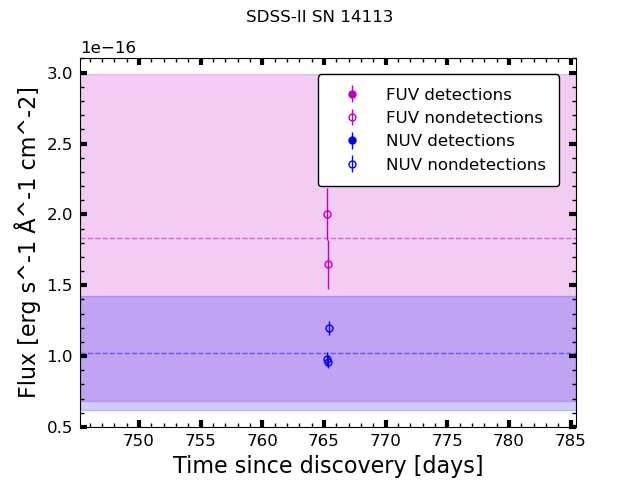 SDSS-II SN 14113
1e−16
3.0
2.5
2.0
1.5
1.0
0.5
Flux [erg s^-1 Å^-1 cm^-2]
FUV detections
FUV nondetections
NUV detections
NUV nondetections
750 755 760 765 770 775 780 785
Time since discovery [days]